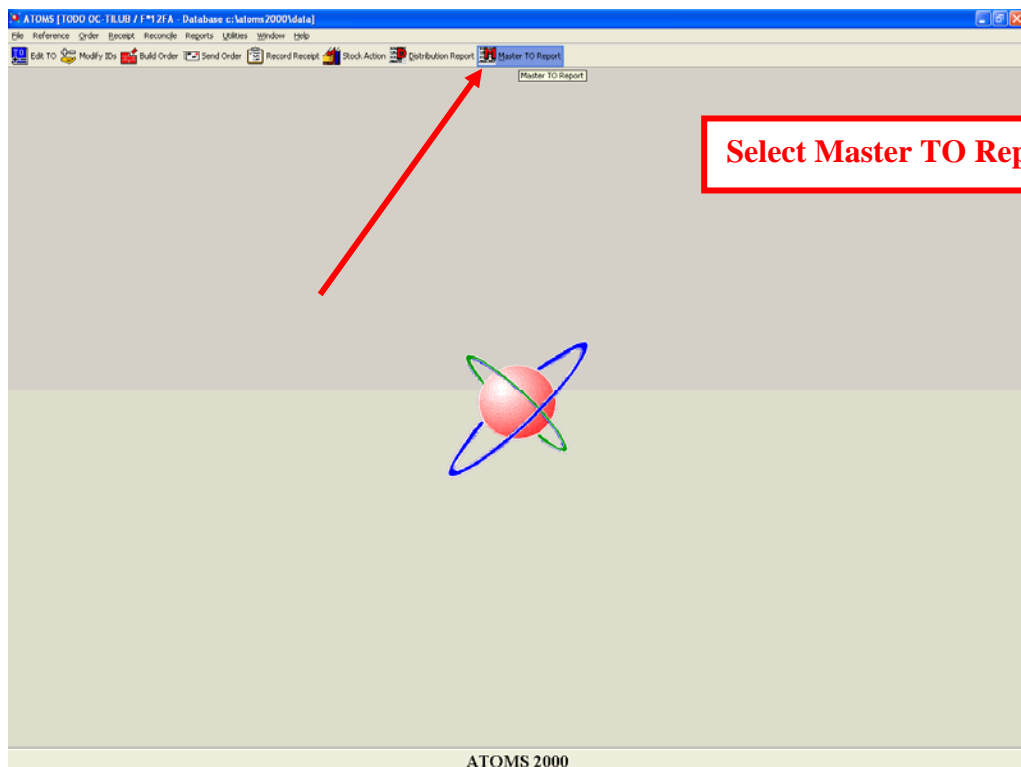 ATOMS [TODO OC-TILUB / F*12FA - Database c:\atoms2000\data]
File Reference Order Receipt Reconcile Reports Utilities Window Help
Edit TO Modify IDs Build Order Send Order Record Receipt Stock Action Distribution Report Master TO Report
Master TO Report
Select Master TO Rep
ATOMS 2000